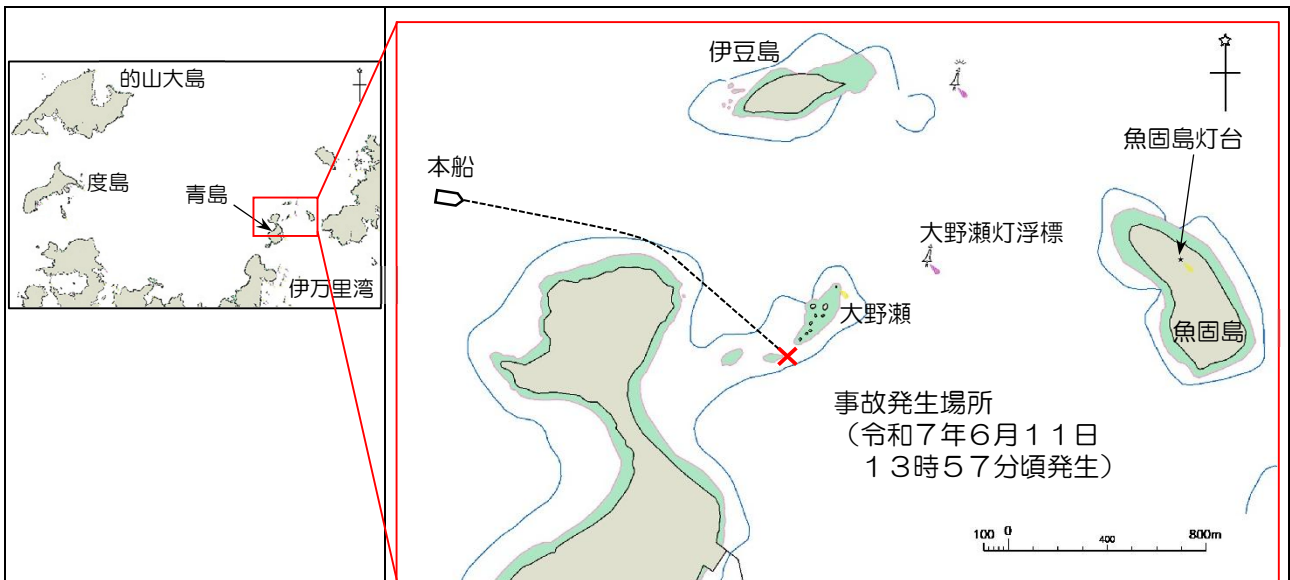 的山大島
度島
青島
伊万里湾
伊豆島
本船
魚固島灯台
大野瀬灯浮標
大野瀬
魚固島
事故発生場所
（令和７年６月１１日
１３時５７分頃発生）
100 0 400 800m